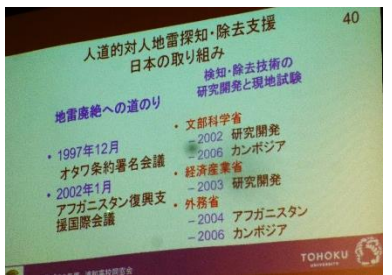 40
人道的対人地雷探知・除去支援
日本の取り組み
地雷廃絶への道のり
• 1997年12月
オタワ条約署名会議
• 2002年1月
アフガニスタン復興支
援国際会議
検知・除去技術の
研究開発と現地試験
• 文部科学省
–2002 研究開発
–2006 カンボジア
• 経済産業省
–2003 研究開発
• 外務省
–2004 アフガニスタン
–2006 カンボジア
高校同窓会
TOHOKU
UNIVERSITY